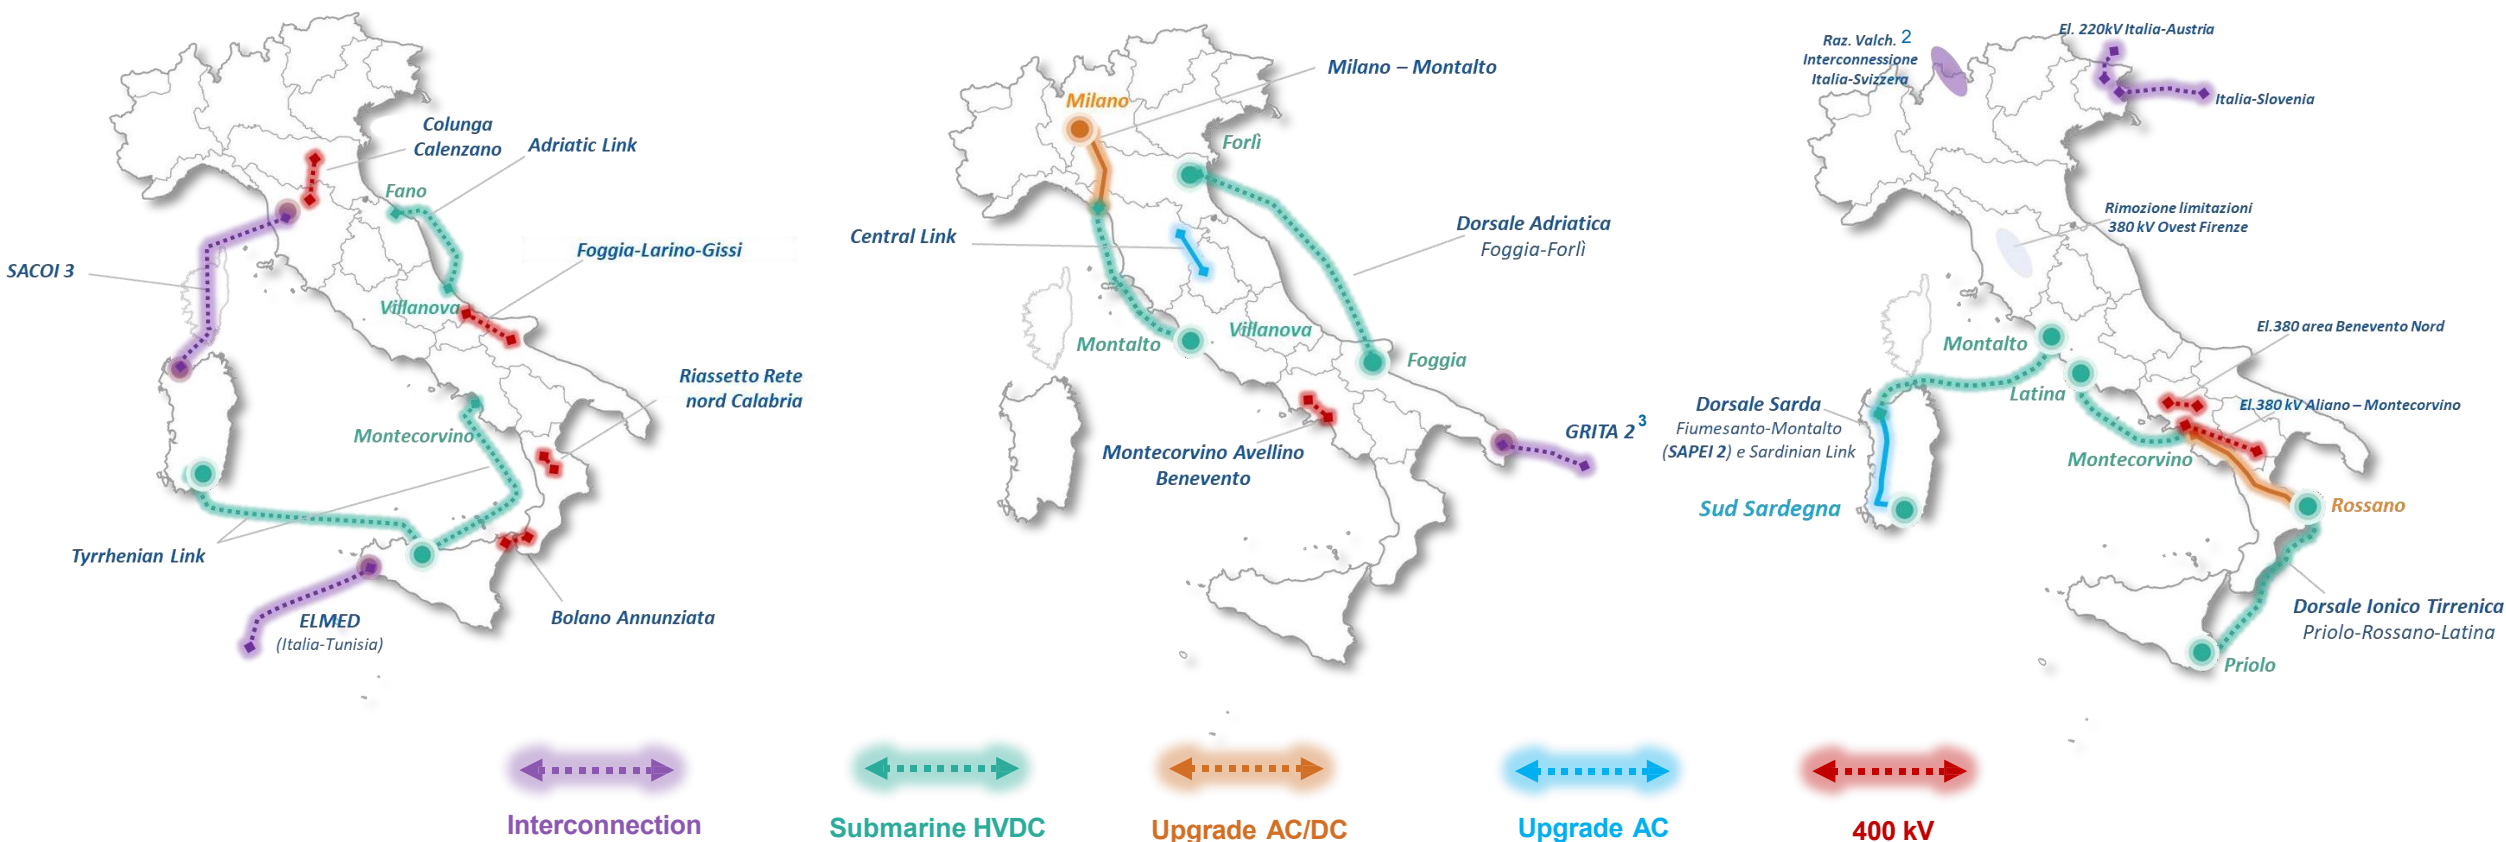 Colunga
Calenzano
Adriatic Link
Fano
Foggia-Larino-Gissi
SACOI 3
Villanova
Riassetto Rete
nord Calabria
Montecorvino
Tyrrhenian Link
ELMED
(Italia-Tunisia)
Bolano Annunziata
Milano – Montalto
Milano
Forlì
Central Link
Dorsale Adriatica
Foggia-Forlì
Villanova
Montalto
Foggia
Montecorvino Avellino
Benevento
GRITA 2 3
El. 220kV Italia-Austria
Raz. Valch. 2
Interconnessione
Italia-Svizzera
Italia-Slovenia
Rimozione limitazioni
380 kV Ovest Firenze
El.380 area Benevento Nord
Montalto
Latina
El.380 kV Aliano – Montecorvino
Dorsale Sarda
Fiumesanto-Montalto
(SAPEI 2) e Sardinian Link
Montecorvino
Sud Sardegna
Rossano
Dorsale Ionico Tirrenica
Priolo-Rossano-Latina
Priolo
Interconnection
Submarine HVDC
Upgrade AC/DC
Upgrade AC
400 kV